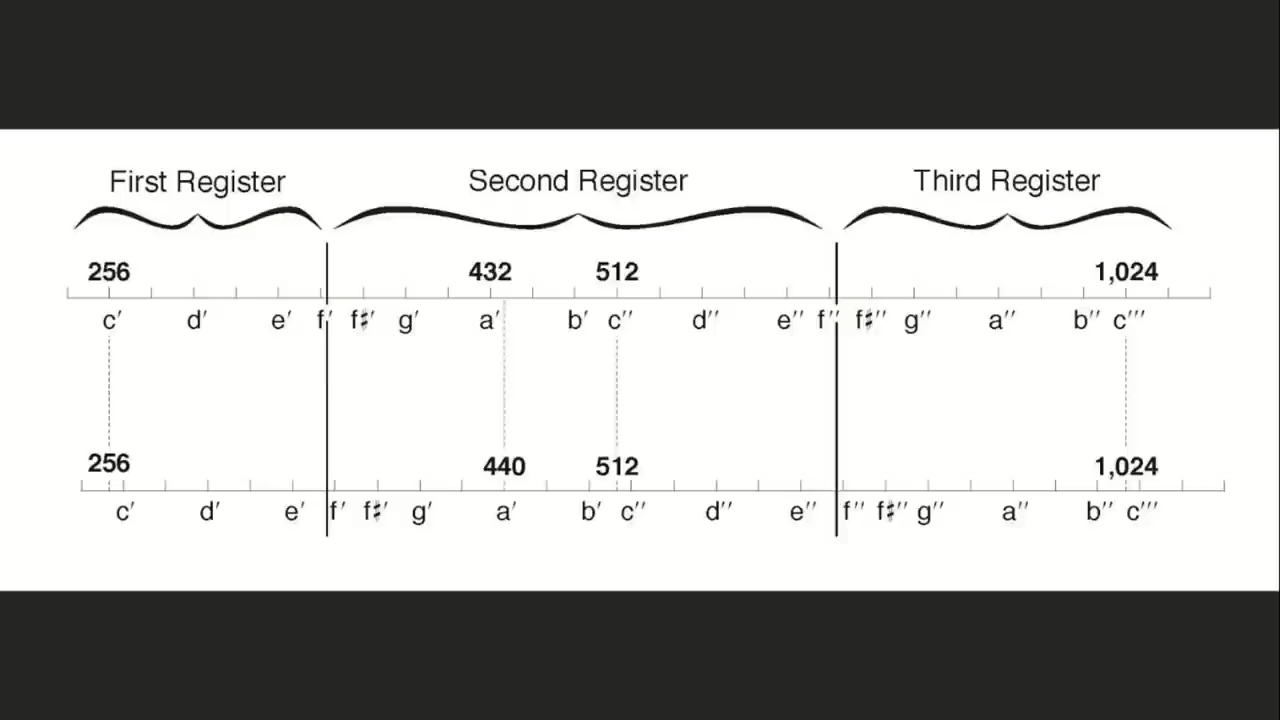 First Register Second Register Third Register
256 432 512 1,024
c′ d′ e′ f′ f♯′ g′ a′ b′ c″ d″ e″ f″ f♯″ g″ a″ b″ c‴
256 440 512 1,024
c′ d′ e′ f′ f♯′ g′ a′ b′ c″ d″ e″ f″ f♯″ g″ a″ b″ c‴